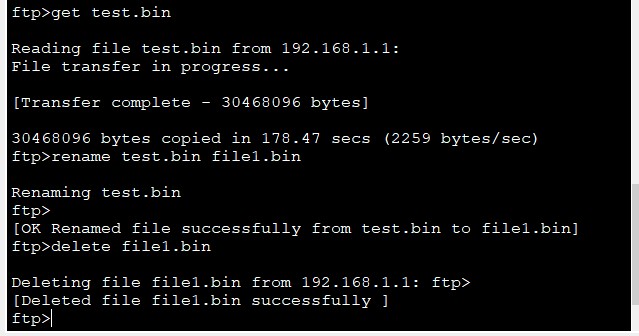 ftp>get test.bin
Reading file test.bin from 192.168.1.1:
File transfer in progress...
[Transfer complete - 30468096 bytes]
30468096 bytes copied in 178.47 secs (2259 bytes/sec)
ftp>rename test.bin file1.bin
Renaming test.bin
ftp>
[OK Renamed file successfully from test.bin to file1.bin]
ftp>delete file1.bin
Deleting file file1.bin from 192.168.1.1: ftp>
[Deleted file file1.bin successfully ]
ftp>